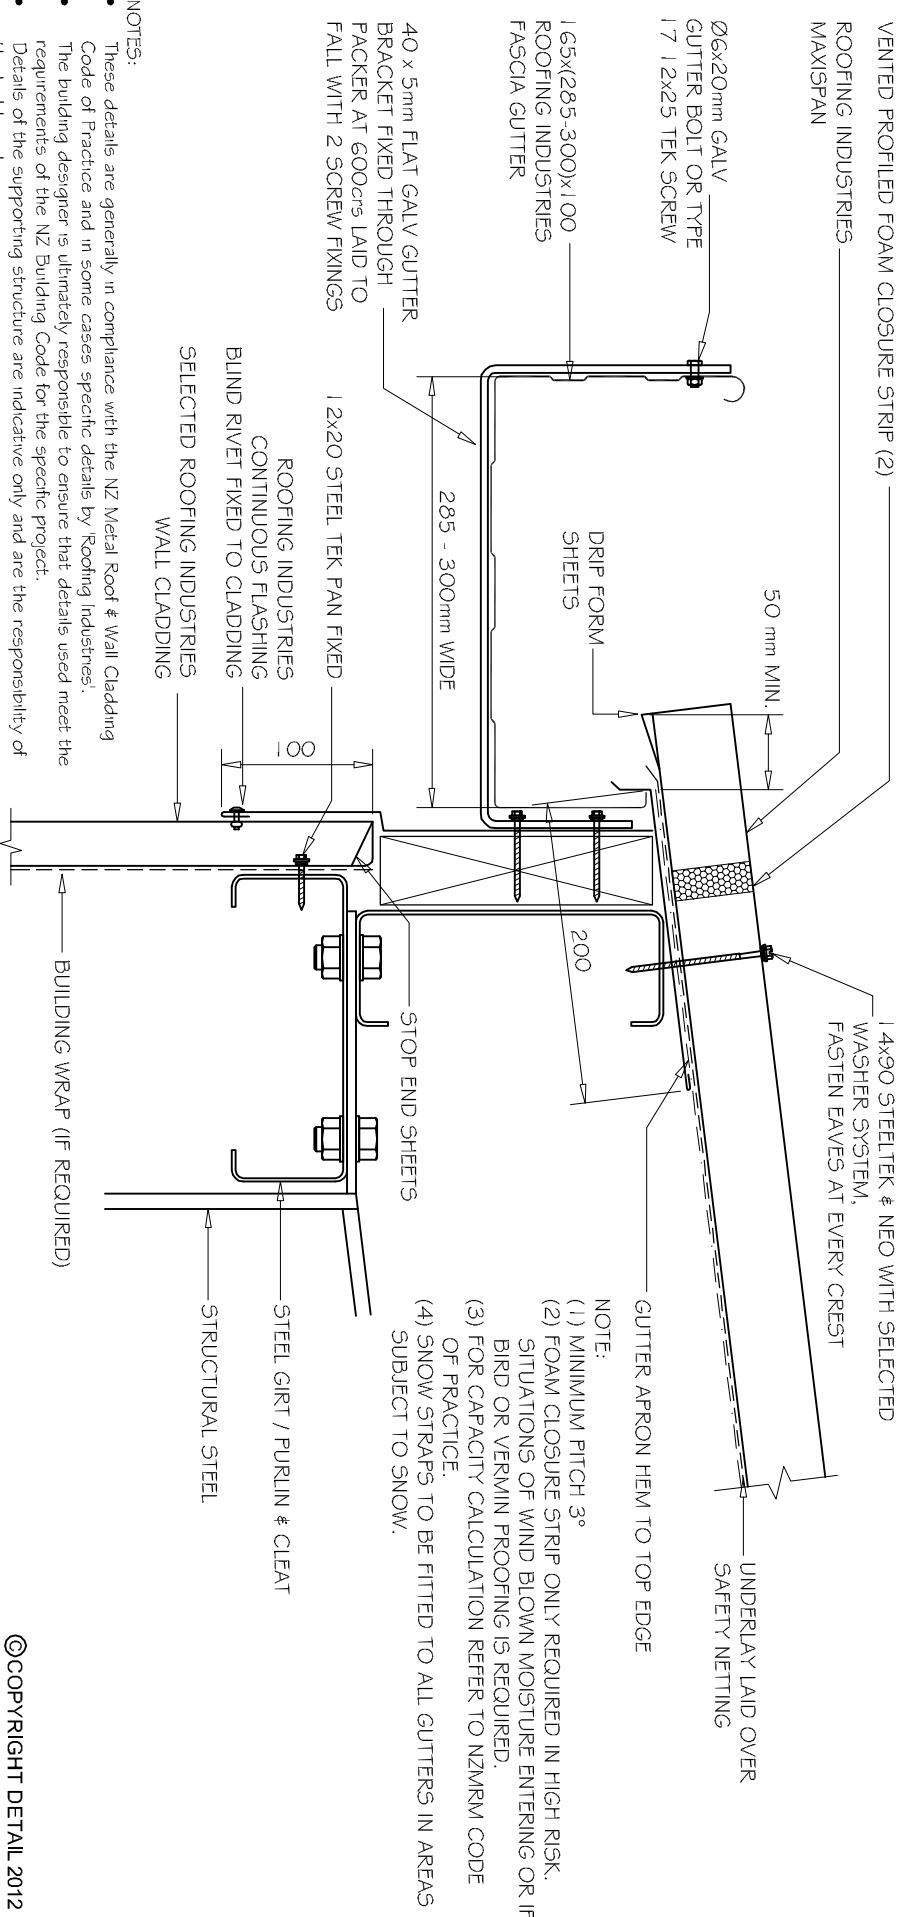 VENTED PROFILED FOAM CLOSURE STRIP (2)
ROOFING INDUSTRIES
MAXISPAN
Ø6x20mm GALV
GUTTER BOLT OR TYPE
17 12x25 TEK SCREW
165x(285-300)x100
ROOFING INDUSTRIES
FASCIA GUTTER
40 x 5mm FLAT GALV GUTTER
BRACKET FIXED THROUGH
PACKER AT 600crs LAID TO
FALL WITH 2 SCREW FIXINGS
50 mm MIN.
DRIP FORM
SHEETS
285 - 300mm WIDE
200
12x20 STEEL TEK PAN FIXED
ROOFING INDUSTRIES
CONTINUOUS FLASHING
BLIND RIVET FIXED TO CLADDING
SELECTED ROOFING INDUSTRIES
WALL CLADDING
14x90 STEELTEK & NEO WITH SELECTED
WASHER SYSTEM,
FASTEN EAVES AT EVERY CREST
UNDERLAY LAID OVER
SAFETY NETTING
GUTTER APRON HEM TO TOP EDGE
STOP END SHEETS
STEEL GIRT / PURLIN & CLEAT
STRUCTURAL STEEL
BUILDING WRAP (IF REQUIRED)
NOTE:
(1) MINIMUM PITCH 3°
(2) FOAM CLOSURE STRIP ONLY REQUIRED IN HIGH RISK.
SITUATIONS OF WIND BLOWN MOISTURE ENTERING OR IF
BIRD OR VERMIN PROOFING IS REQUIRED.
(3) FOR CAPACITY CALCULATION REFER TO NZMRM CODE
OF PRACTICE.
(4) SNOW STRAPS TO BE FITTED TO ALL GUTTERS IN AREAS
SUBJECT TO SNOW.
NOTES:
• These details are generally in compliance with the NZ Metal Roof & Wall Cladding
Code of Practice and in some cases specific details by 'Roofing Industries'.
• The building designer is ultimately responsible to ensure that details used meet the
requirements of the NZ Building Code for the specific project.
• Details of the supporting structure are indicative only and are the responsibility of
©COPYRIGHT DETAIL 2012